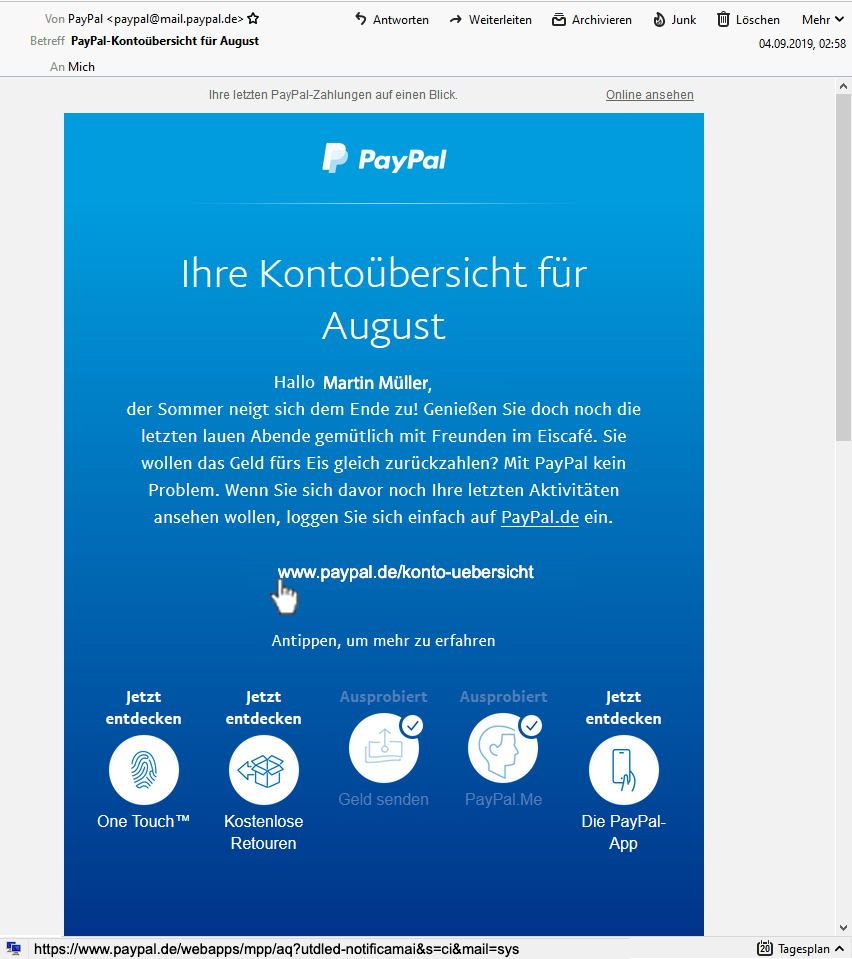 Von PayPal <paypal@mail.paypal.de>
Antworten Weiterleiten Archivieren Junk Löschen Mehr
Betreff PayPal-Kontoübersicht für August
04.09.2019, 02:58
An Mich
Ihre letzten PayPal-Zahlungen auf einen Blick.
Online ansehen
PayPal
Ihre Kontoübersicht für
August
Hallo Martin Müller,
der Sommer neigt sich dem Ende zu! Genießen Sie doch noch die
letzten lauen Abende gemütlich mit Freunden im Eiscafé. Sie
wollen das Geld fürs Eis gleich zurückzahlen? Mit PayPal kein
Problem. Wenn Sie sich davor noch Ihre letzten Aktivitäten
ansehen wollen, loggen Sie sich einfach auf PayPal.de ein.
www.paypal.de/konto-uebersicht
Antippen, um mehr zu erfahren
Jetzt
entdecken
One Touch™
Jetzt
entdecken
Kostenlose
Retouren
Ausprobiert
Geld senden
Ausprobiert
PayPal.Me
Jetzt
entdecken
Die PayPal-
App
https://www.paypal.de/webapps/mpp/aq?utdled-notificamai&s=ci&mail=sys
20 Tagesplan